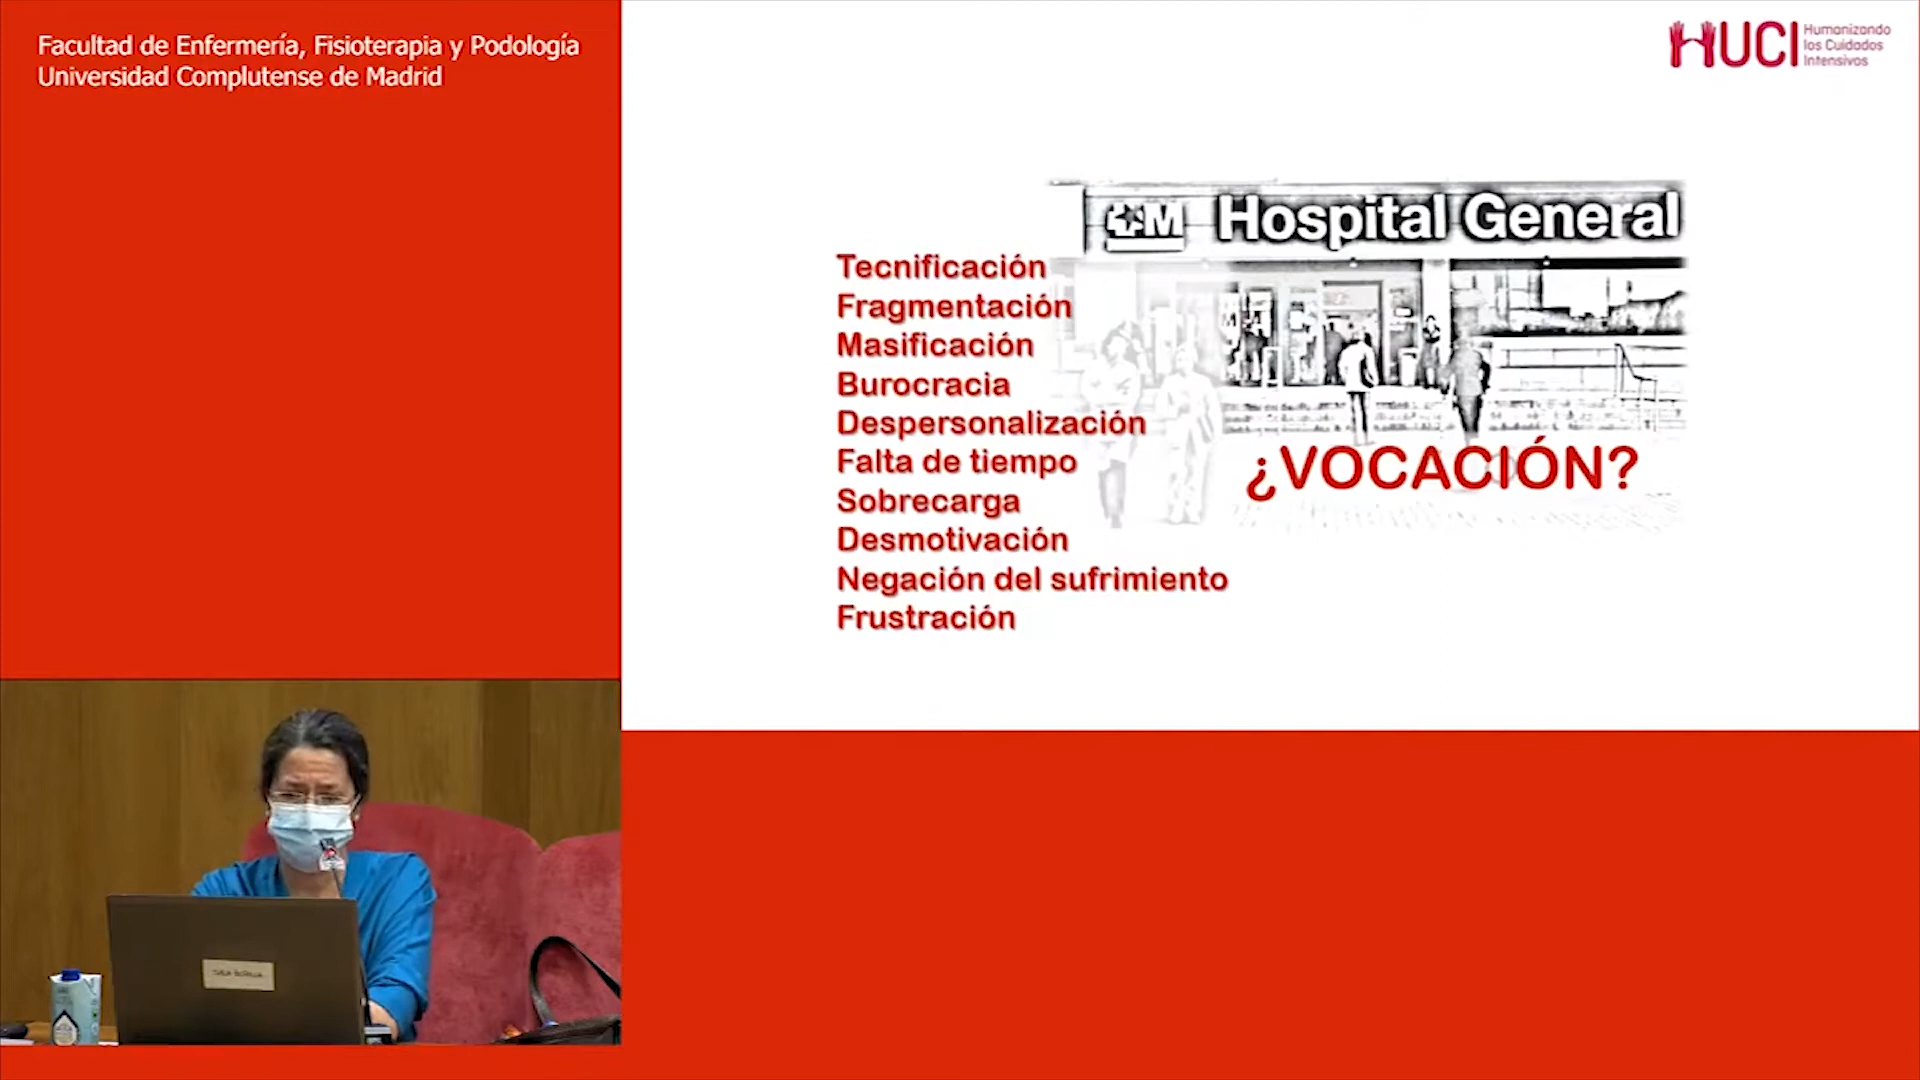 Facultad de Enfermería, Fisioterapia y Podología
Universidad Complutense de Madrid
HUCI
Humanizando
los Cuidados
Intensivos
M Hospital General
Tecnificación
Fragmentación
Masificación
Burocracia
Despersonalización
Falta de tiempo
Sobrecarga
Desmotivación
Negación del sufrimiento
Frustración
¿VOCACIÓN?